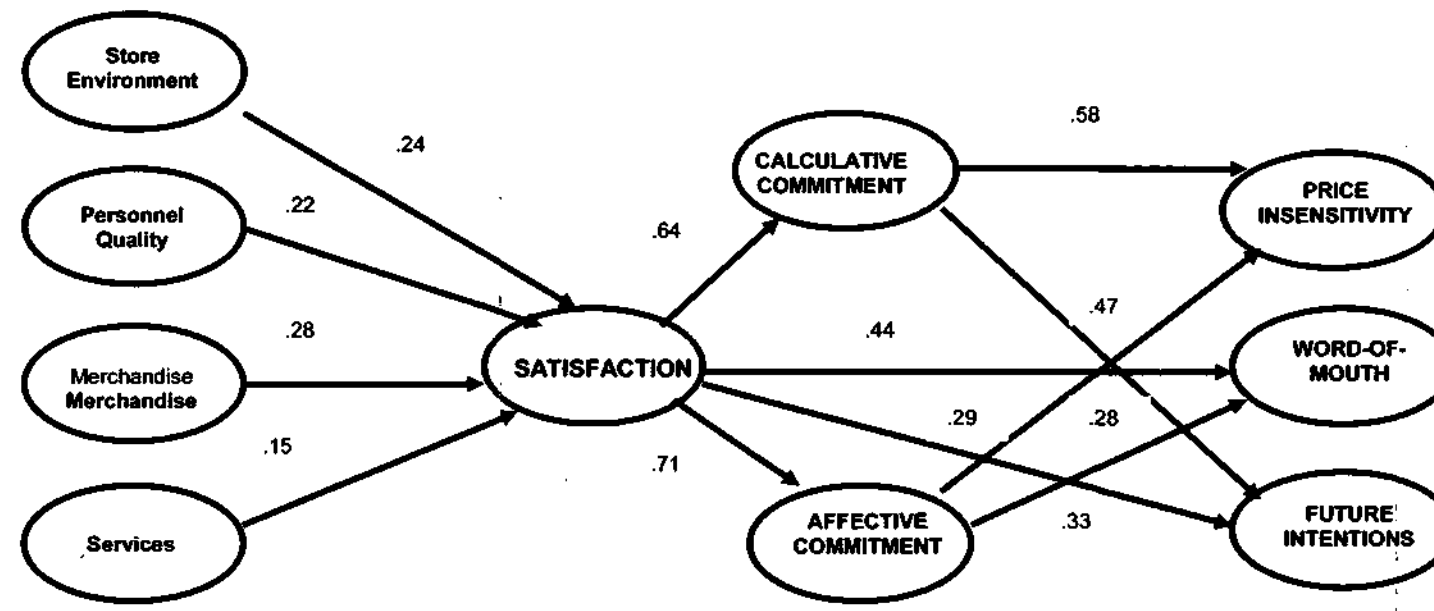 Store
Environment
.24
Personnel
Quality
.22
Merchandise
Merchandise
.28
Services
.15
SATISFACTION
.64
.44
.71
CALCULATIVE
COMMITMENT
.58
.47
.29
.28
AFFECTIVE
COMMITMENT
.33
PRICE
INSENSITIVITY
WORD-OF-
MOUTH
FUTURE
INTENTIONS